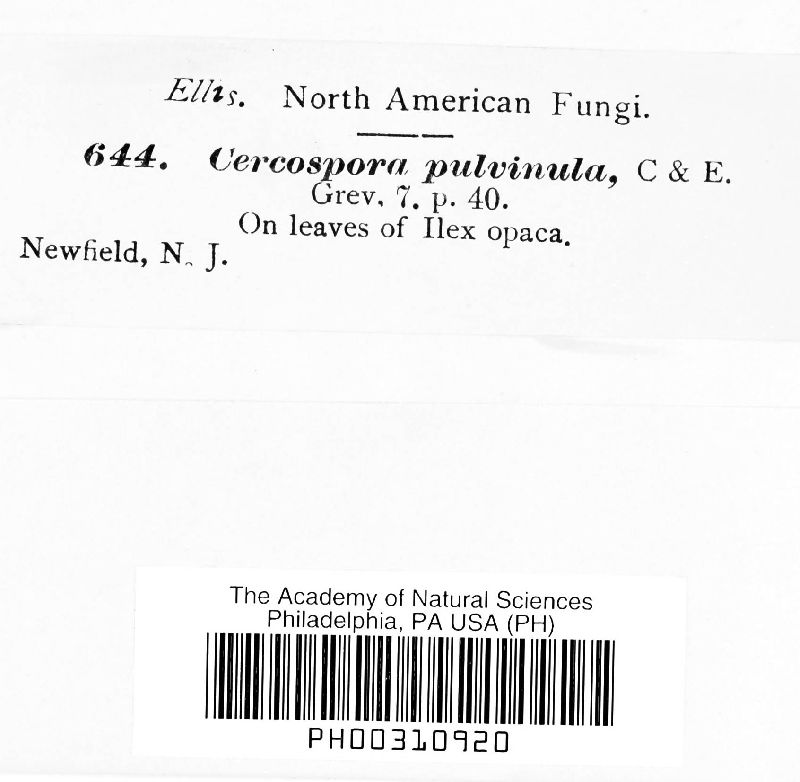 Ellis. North American Fungi.
644. Cercospora pulvinula, C & E.
Grev. 7. p. 40.
On leaves of Ilex opaca.
Newfield, N. J.
The Academy of Natural Sciences
Philadelphia, PA USA (PH)
PH00310920